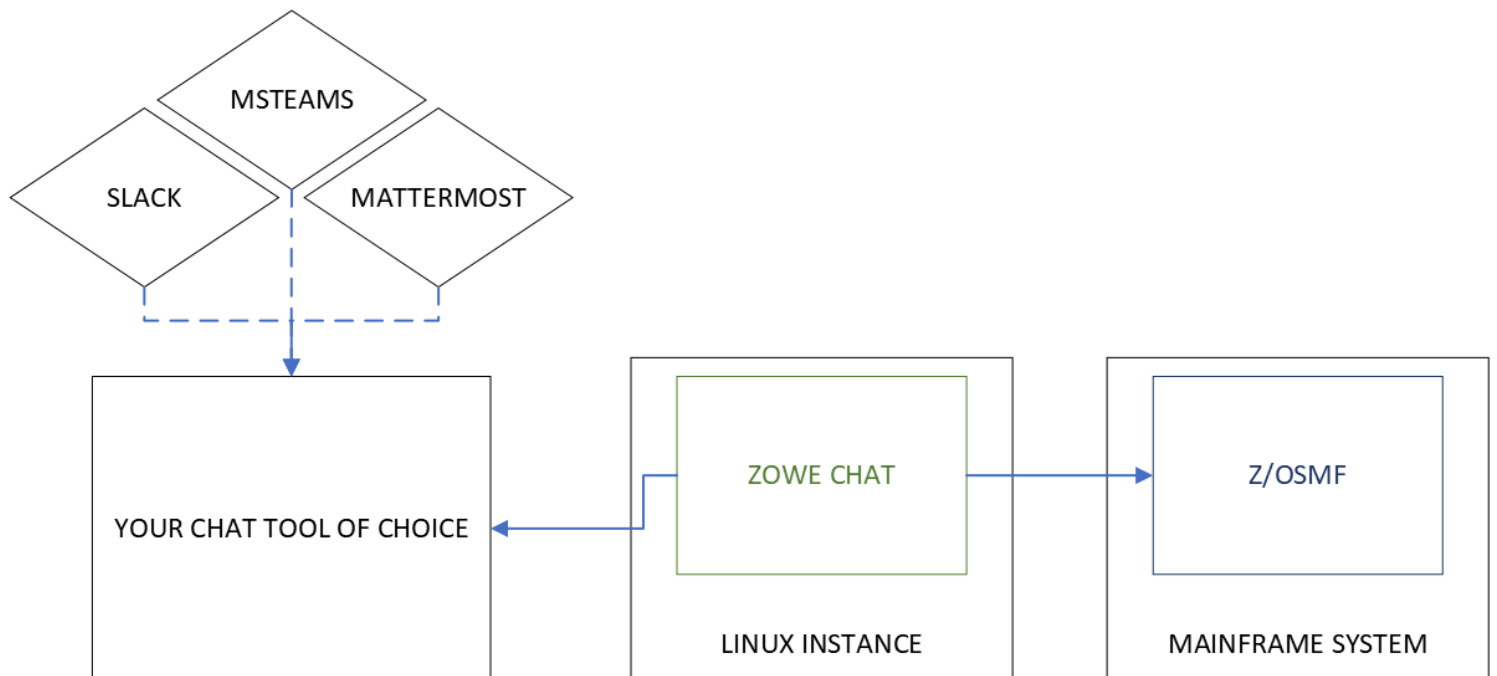 MSTEAMS
SLACK
MATTERMOST
YOUR CHAT TOOL OF CHOICE
ZOWE CHAT
LINUX INSTANCE
Z/OSMF
MAINFRAME SYSTEM